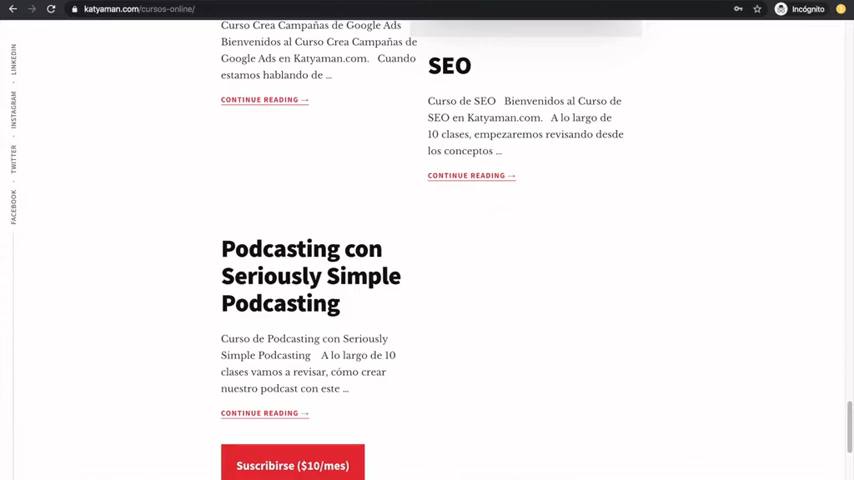 katyaman.com/cursos-online/
Incógnito
LINKEDIN
INSTAGRAM
TWITTER
FACEBOOK
Curso Crea Campañas de Google Ads
Bienvenidos al Curso Crea Campañas de
Google Ads en Katyaman.com. Cuando
estamos hablando de ...
CONTINUE READING →
SEO
Curso de SEO Bienvenidos al Curso de
SEO en Katyaman.com. A lo largo de
10 clases, empezaremos revisando desde
los conceptos ...
CONTINUE READING →
Podcasting con
Seriously Simple
Podcasting
Curso de Podcasting con Seriously
Simple Podcasting A lo largo de 10
clases vamos a revisar, cómo crear
nuestro podcast con este ...
CONTINUE READING →
Suscribirse ($10/mes)